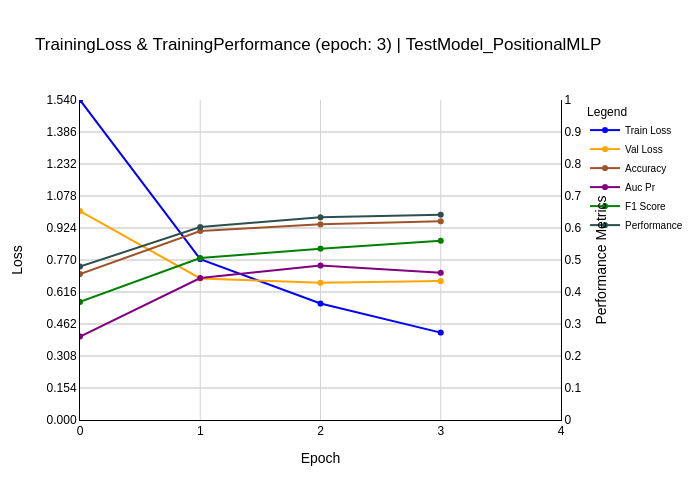 TrainingLoss & TrainingPerformance (epoch: 3) | TestModel_PositionalMLP
Legend
Train Loss
Val Loss
Accuracy
Auc Pr
F1 Score
Performance
Loss
1.540
1.386
1.232
1.078
0.924
0.770
0.616
0.462
0.308
0.154
0.000
1
0.9
0.8
0.7
0.6
0.5
0.4
0.3
0.2
0.1
0
Performance Metrics
0 1 2 3 4
Epoch